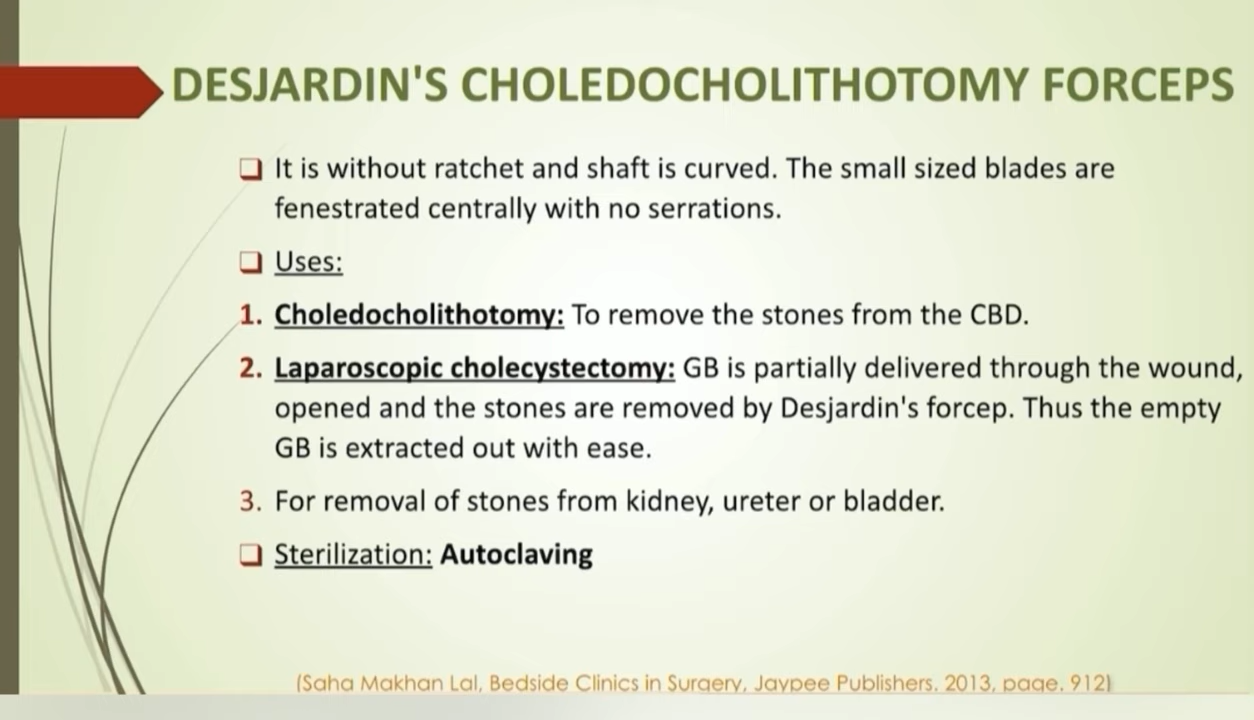 DESJARDIN'S CHOLEDOCHOLITHOTOMY FORCEPS
It is without ratchet and shaft is curved. The small sized blades are
fenestrated centrally with no serrations.
Uses:
1. Choledocholithotomy: To remove the stones from the CBD.
2. Laparoscopic cholecystectomy: GB is partially delivered through the wound,
opened and the stones are removed by Desjardin's forcep. Thus the empty
GB is extracted out with ease.
3. For removal of stones from kidney, ureter or bladder.
Sterilization: Autoclaving
(Saha Makhan Lal, Bedside Clinics in Surgery, Jaypee Publishers. 2013, page. 912)